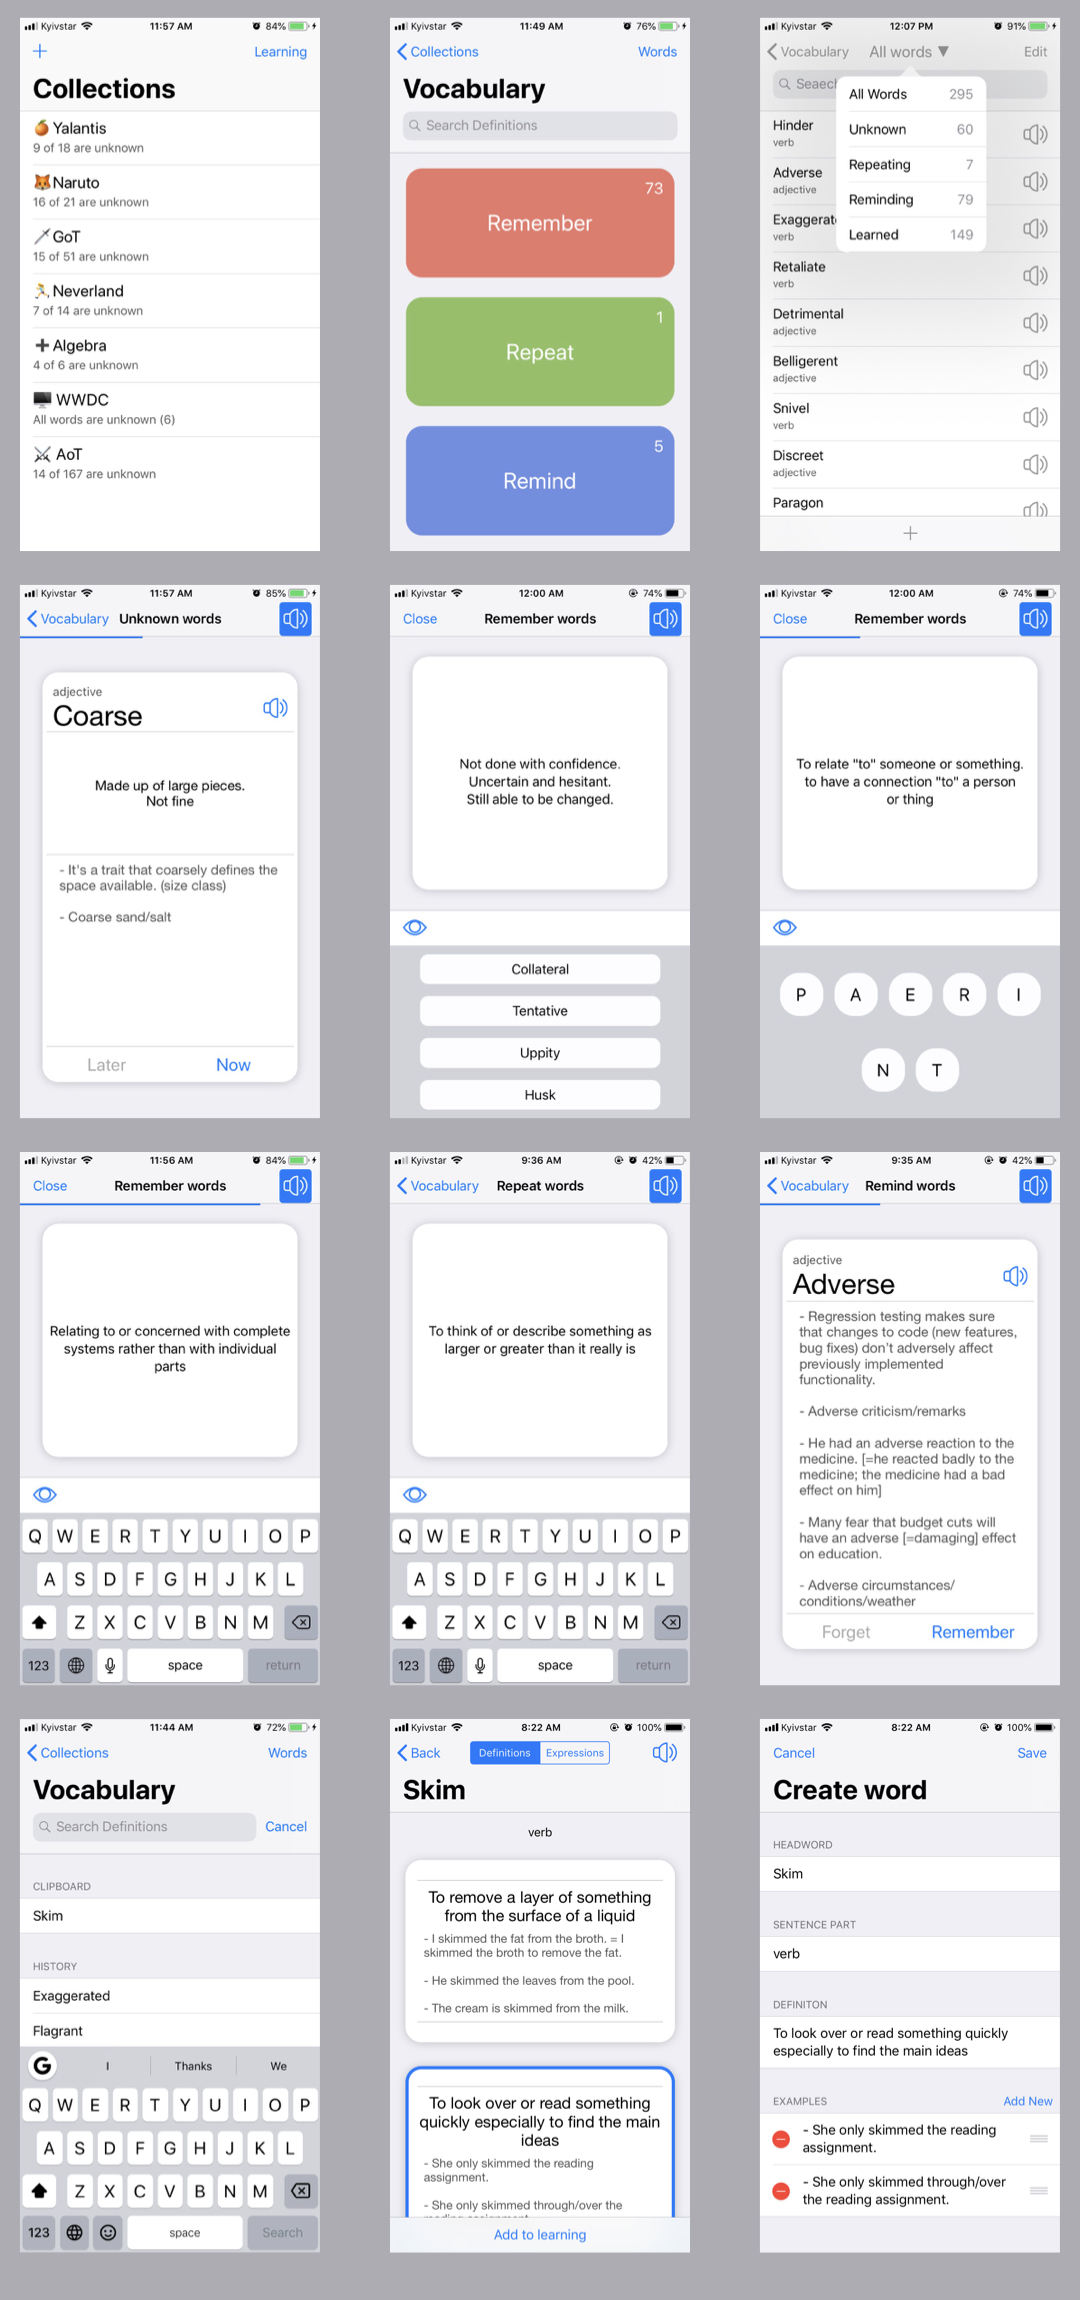 Kyivstar 11:57 AM 84%
Learning
Collections
Yalantis
9 of 18 are unknown
Naruto
16 of 21 are unknown
GoT
15 of 51 are unknown
Neverland
7 of 14 are unknown
Algebra
4 of 6 are unknown
WWDC
All words are unknown (6)
AoT
14 of 167 are unknown
Kyivstar 11:49 AM 76%
Collections Words
Vocabulary
Search Definitions
73
Remember
1
Repeat
5
Remind
Kyivstar 12:07 PM 91%
Vocabulary All words ▼ Edit
Seaec
All Words 295
Unknown 60
Repeating 7
Reminding 79
Learned 149
Hinder
verb
Adverse
adjective
Exaggerat
verb
Retaliate
verb
Detrimental
adjective
Belligerent
adjective
Snivel
verb
Discreet
adjective
Paragon
Kyivstar 11:57 AM 85%
Vocabulary Unknown words
adjective
Coarse
Made up of large pieces.
Not fine
- It's a trait that coarsely defines the
space available. (size class)
- Coarse sand/salt
Later Now
Kyivstar 12:00 AM 74%
Close Remember words
Not done with confidence.
Uncertain and hesitant.
Still able to be changed.
Collateral
Tentative
Uppity
Husk
Kyivstar 12:00 AM 74%
Close Remember words
To relate "to" someone or something.
to have a connection "to" a person
or thing
P A E R I
N T
Kyivstar 11:56 AM 84%
Close Remember words
Relating to or concerned with complete
systems rather than with individual
parts
Q W E R T Y U I O P
A S D F G H J K L
Z X C V B N M
123 space return
Kyivstar 9:36 AM 42%
Vocabulary Repeat words
To think of or describe something as
larger or greater than it really is
Q W E R T Y U I O P
A S D F G H J K L
Z X C V B N M
123 space return
Kyivstar 9:35 AM 42%
Vocabulary Remind words
adjective
Adverse
- Regression testing makes sure
that changes to code (new features,
bug fixes) don't adversely affect
previously implemented
functionality.
- Adverse criticism/remarks
- He had an adverse reaction to the
medicine. [=he reacted badly to the
medicine; the medicine had a bad
effect on him]
- Many fear that budget cuts will
have an adverse [=damaging] effect
on education.
- Adverse circumstances/
conditions/weather
Forget Remember
Kyivstar 11:44 AM 72%
Collections Words
Vocabulary
Search Definitions Cancel
CLIPBOARD
Skim
HISTORY
Exaggerated
Flagrant
G I Thanks We
Q W E R T Y U I O P
A S D F G H J K L
Z X C V B N M
123 space Search
Kyivstar 8:22 AM 100%
Back Definitions Expressions
Skim
verb
To remove a layer of something
from the surface of a liquid
- I skimmed the fat from the broth. = I
skimmed the broth to remove the fat.
- He skimmed the leaves from the pool.
- The cream is skimmed from the milk.
To look over or read something
quickly especially to find the main
ideas
- She only skimmed the reading
assignment.
- She only skimmed through/over the
reading assignment.
Add to learning
Kyivstar 8:22 AM 100%
Cancel Save
Create word
HEADWORD
Skim
SENTENCE PART
verb
DEFINITON
To look over or read something quickly
especially to find the main ideas
EXAMPLES Add New
- She only skimmed the reading
assignment.
- She only skimmed through/over
the reading assignment.